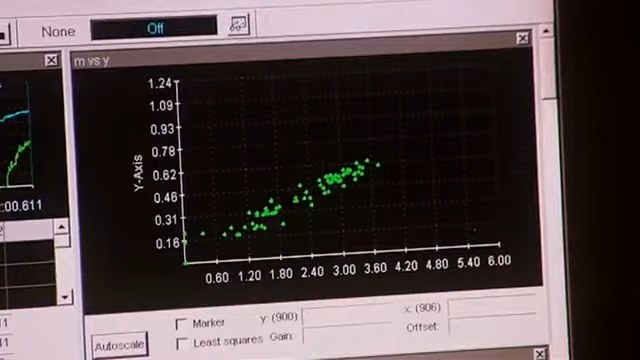 None
Off
m vs y
1.24
1.09
0.93
0.78
0.62
0.46
0.31
0.16
Y-Axis
0.60 1.20 1.80 2.40 3.00 3.60 4.20 4.80 5.40 6.00
:00.611
Marker
y: (900)
x: (906)
Autoscale
Least squares
Gain:
Offset: